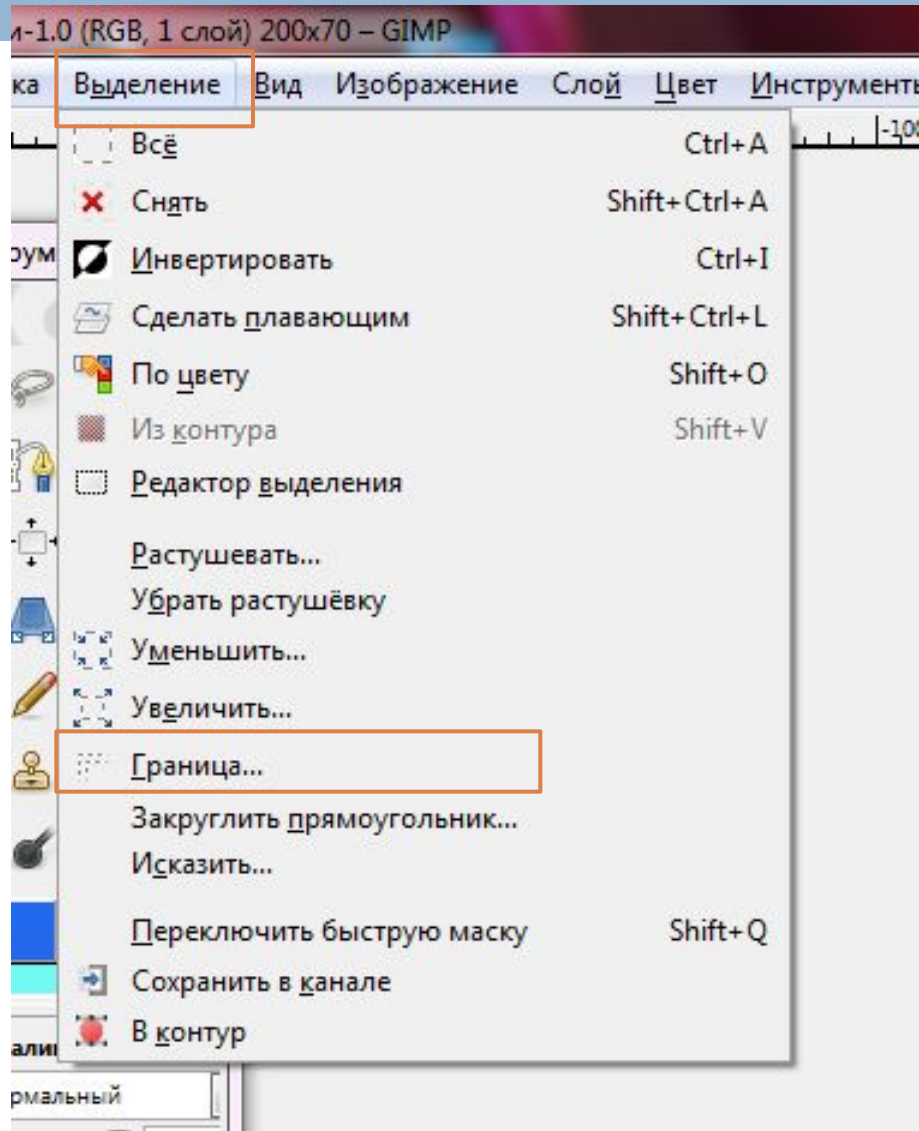 и-1.0 (RGB, 1 слой) 200x70 – GIMP
ка Выделение Вид Изображение Слой Цвет Инструменты
-100
Всё Ctrl+A
Снять Shift+Ctrl+A
рум
Инвертировать Ctrl+I
Сделать плавающим Shift+Ctrl+L
По цвету Shift+O
Из контура Shift+V
Редактор выделения
Растушевать...
Убрать растушёвку
Уменьшить...
Увеличить...
Граница...
Закруглить прямоугольник...
Исказить...
Переключить быструю маску Shift+Q
Сохранить в канале
В контур
рмальный